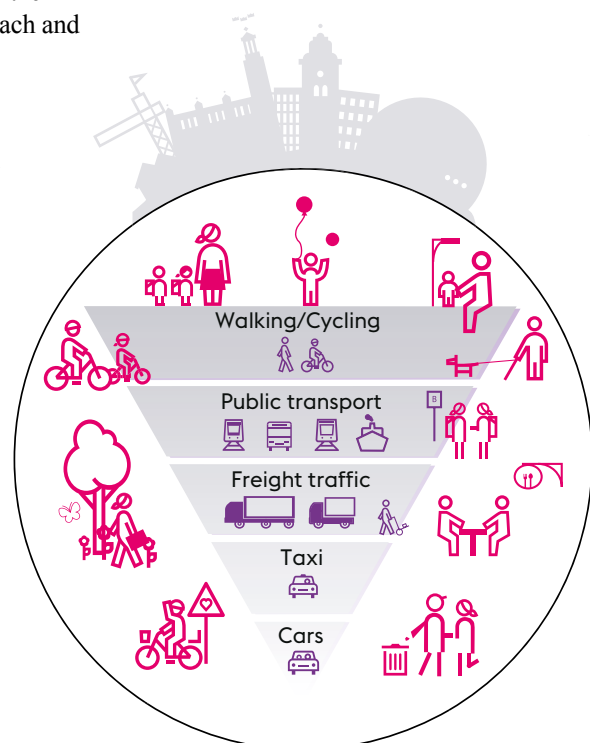 ach and
Walking/Cycling
Public transport
B
Freight traffic
Taxi
Cars